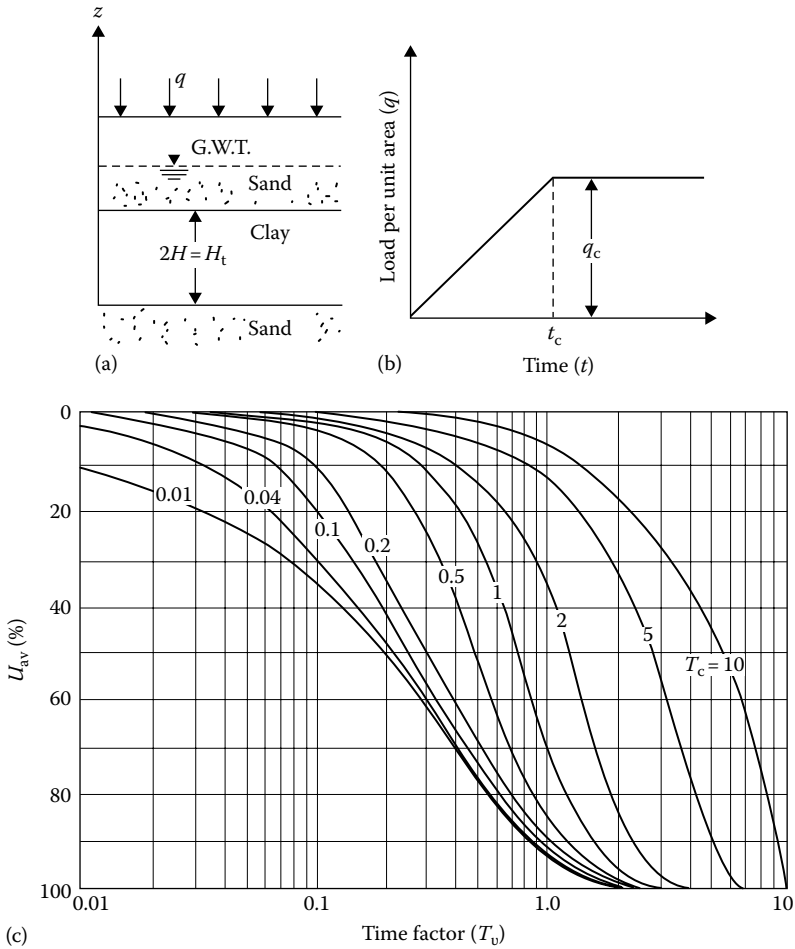 z
q
G.W.T.
Sand
Clay
2H = Ht
Sand
(a)
Load per unit area (q)
qc
tc
Time (t)
(b)
0
20
40
60
80
100
Uav (%)
0.01
0.04
0.1
0.2
0.5
1
2
5
Tc = 10
0.01
0.1
1.0
10
Time factor (Tυ)
(c)